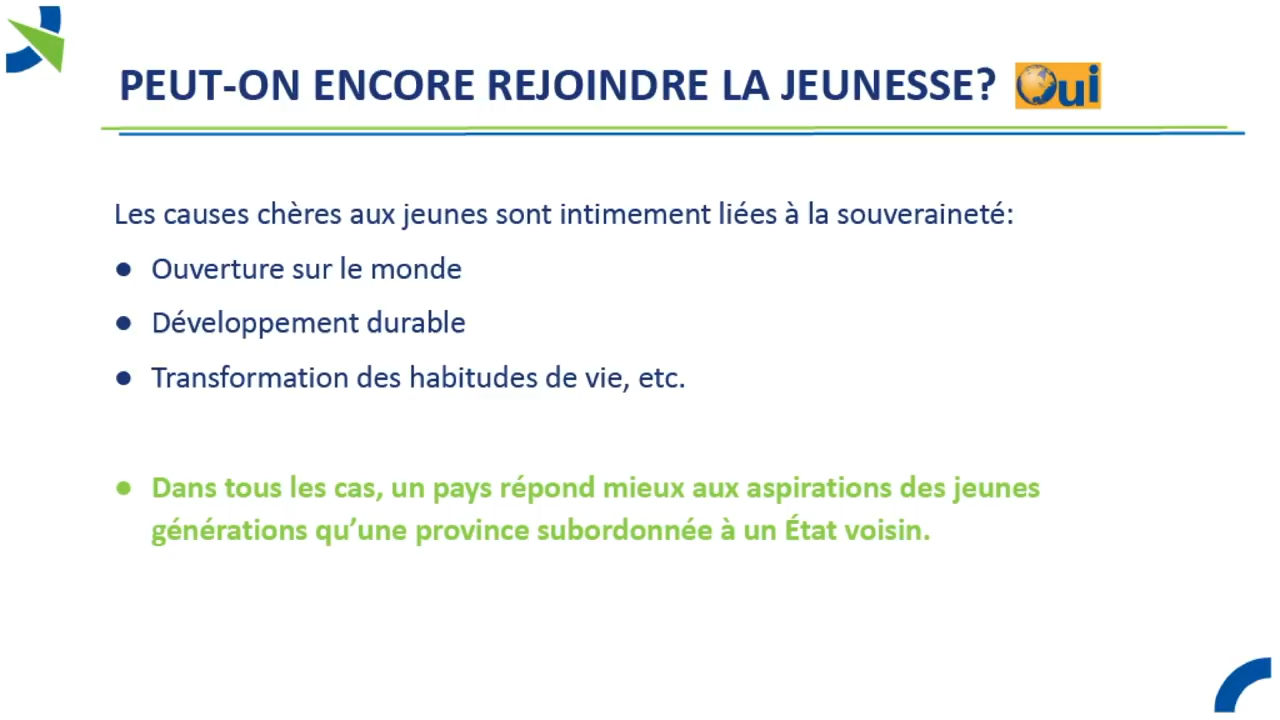 PEUT-ON ENCORE REJOINDRE LA JEUNESSE? Oui
Les causes chères aux jeunes sont intimement liées à la souveraineté:
● Ouverture sur le monde
● Développement durable
● Transformation des habitudes de vie, etc.
● Dans tous les cas, un pays répond mieux aux aspirations des jeunes
générations qu’une province subordonnée à un État voisin.